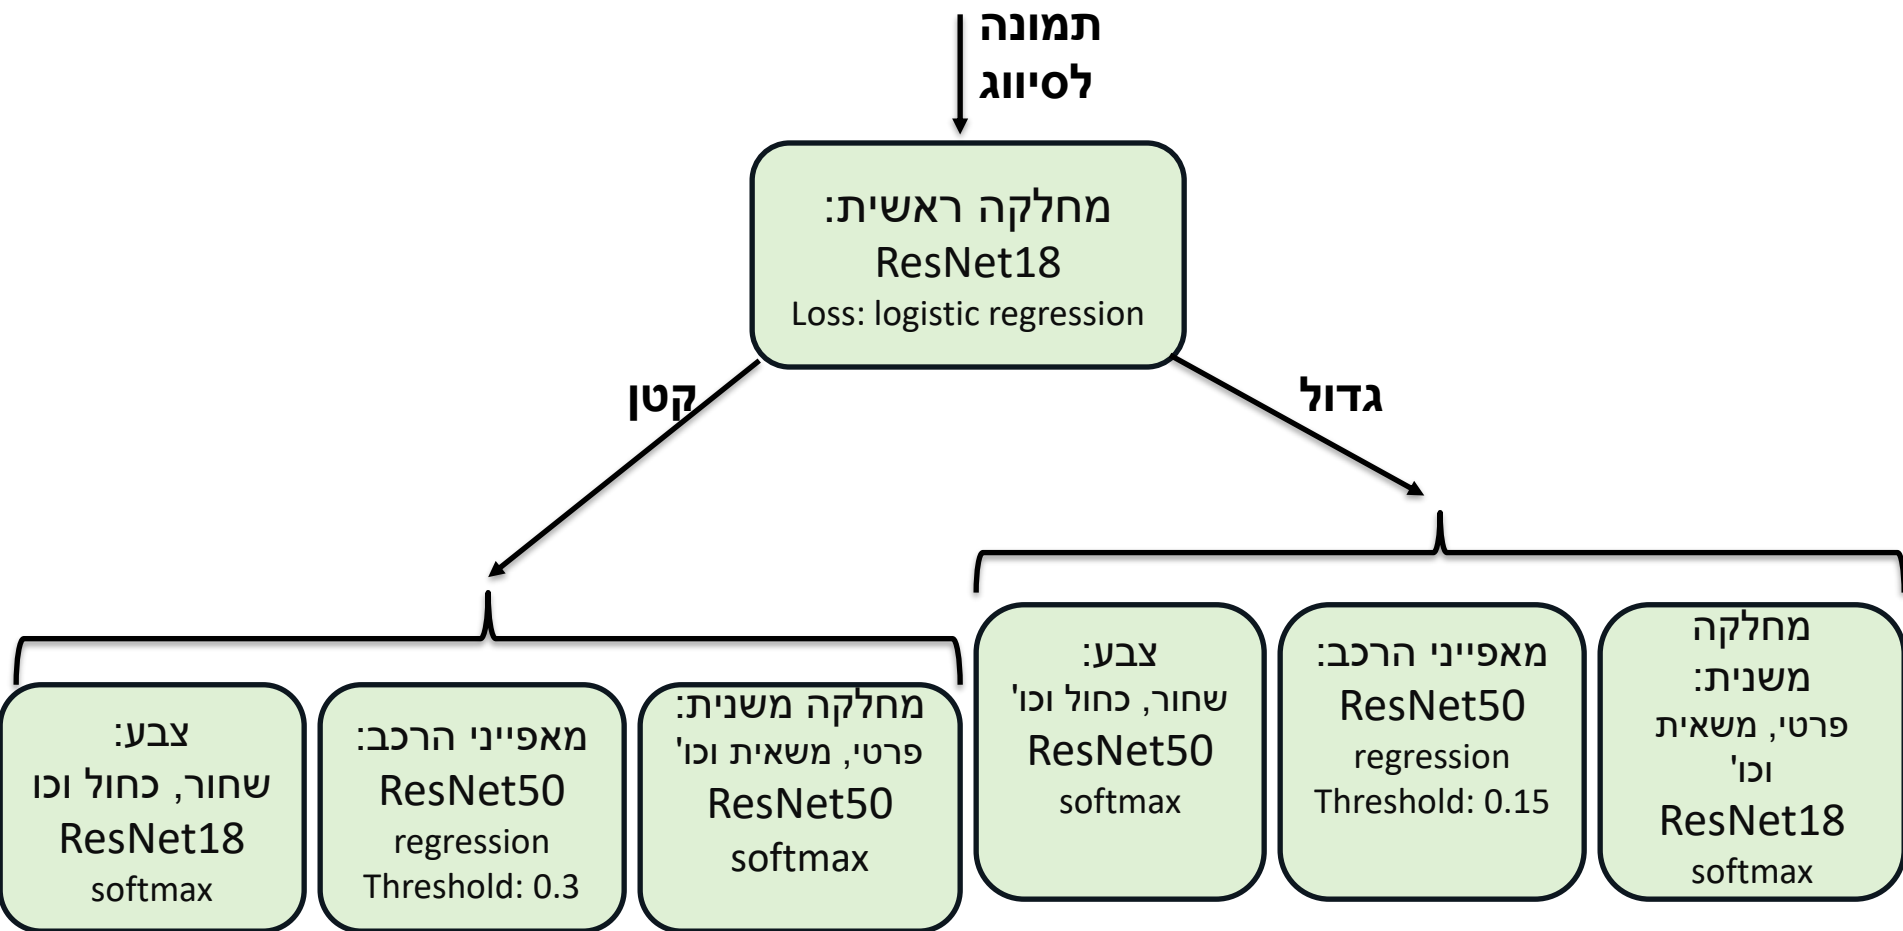 תמונה
לסיווג
מחלקה ראשית:
ResNet18
Loss: logistic regression
קטן
גדול
מחלקה
משנית:
פרטי, משאית
וכו'
ResNet18
softmax
מאפייני הרכב:
ResNet50
regression
Threshold: 0.15
צבע:
שחור, כחול וכו'
ResNet50
softmax
מחלקה משנית:
פרטי, משאית וכו'
ResNet50
softmax
מאפייני הרכב:
ResNet50
regression
Threshold: 0.3
צבע:
שחור, כחול וכו
ResNet18
softmax